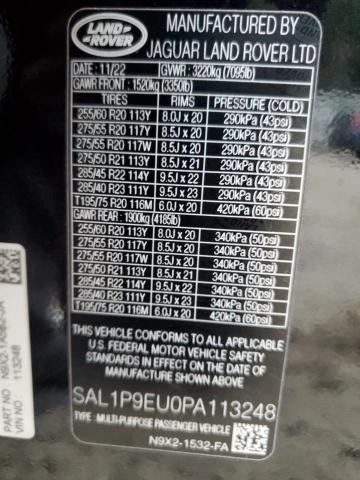 LAND
ROVER
MANUFACTURED BY
JAGUAR LAND ROVER LTD
DATE : 11/22 GVWR : 3220kg (7095lb)
GAWR FRONT : 1520kg (3350lb)
TIRES RIMS PRESSURE (COLD)
255/60 R20 113Y 8.0J x 20 290kPa (43psi)
275/55 R20 117Y 8.5J x 20 290kPa (43psi)
275/55 R20 117W 8.5J x 20 290kPa (43psi)
275/50 R21 113Y 8.5J x 21 290kPa (43psi)
285/45 R22 114Y 9.5J x 22 290kPa (43psi)
285/40 R23 111Y 9.5J x 23 290kPa (43psi)
T195/75 R20 116M 6.0J x 20 420kPa (60psi)
GAWR REAR : 1900kg (4185lb)
255/60 R20 113Y 8.0J x 20 340kPa (50psi)
275/55 R20 117Y 8.5J x 20 340kPa (50psi)
275/55 R20 117W 8.5J x 20 340kPa (50psi)
275/50 R21 113Y 8.5J x 21 340kPa (50psi)
285/45 R22 114Y 9.5J x 22 340kPa (50psi)
285/40 R23 111Y 9.5J x 23 340kPa (50psi)
T195/75 R20 116M 6.0J x 20 420kPa (60psi)
THIS VEHICLE CONFORMS TO ALL APPLICABLE
U.S. FEDERAL MOTOR VEHICLE SAFETY AND THEFT PREVENTION
STANDARDS IN EFFECT ON THE
DATE OF MANUFACTURE SHOWN ABOVE.
SAL1P9EU0PA113248
TYPE : MULTI-PURPOSE PASSENGER VEHICLE
N9X2-1532-FA
PART NO :
VIN NO : 113248